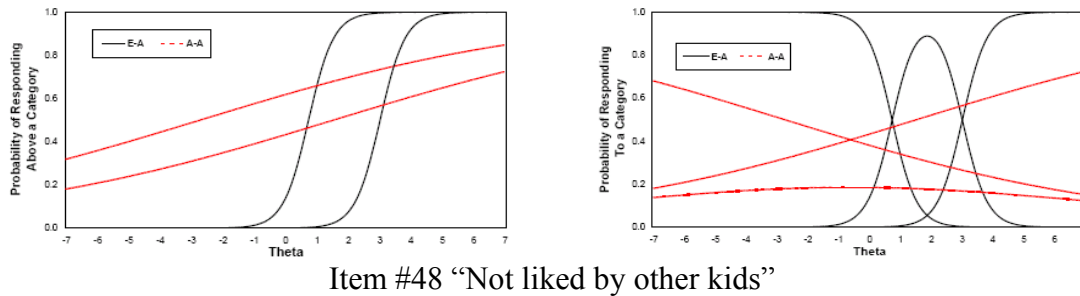 Probability of Responding
Above a Category
1.0
0.8
0.6
0.4
0.2
0.0
E-A A-A
-7 -6 -5 -4 -3 -2 -1 0 1 2 3 4 5 6 7
Theta
Probability of Responding
To a Category
1.0
0.8
0.6
0.4
0.2
0.0
E-A A-A
-7 -6 -5 -4 -3 -2 -1 0 1 2 3 4 5 6
Theta
Item #48 “Not liked by other kids”